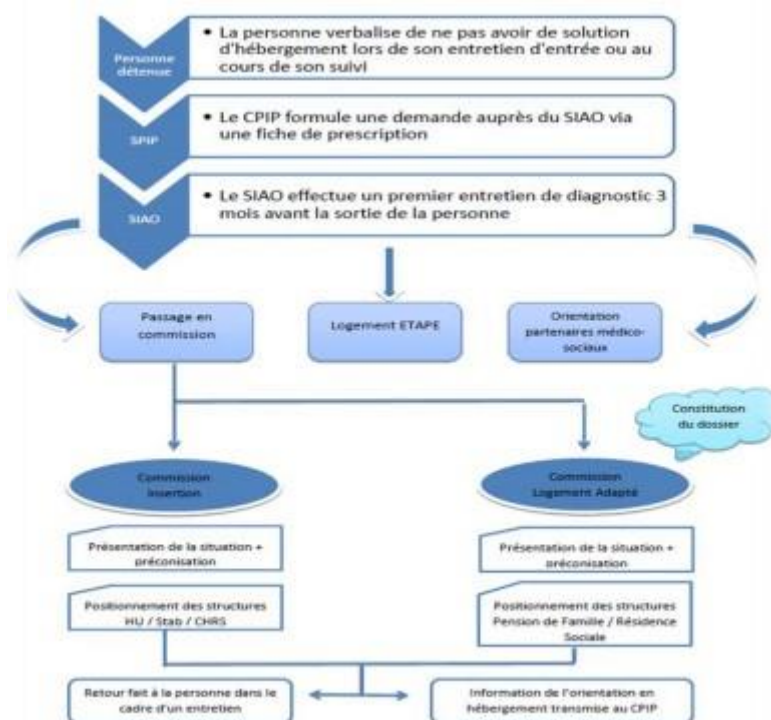 Personne
détenue
• La personne verbalise de ne pas avoir de solution
d'hébergement lors de son entretien d'entrée ou au
cours de son suivi
SPIP
• Le CPIP formule une demande auprès du SIAO via
une fiche de prescription
SIAO
• Le SIAO effectue un premier entretien de diagnostic 3
mois avant la sortie de la personne
Passage en
commission
Logement ETAPE
Orientation
partenaires médico-
sociaux
Constitution
du dossier
Commission
Insertion
Commission
Logement Adapté
Présentation de la situation +
préconisation
Présentation de la situation +
préconisation
Positionnement des structures
HU / Stab / CHRS
Positionnement des structures
Pension de Famille / Résidence
Sociale
Retour fait à la personne dans le
cadre d'un entretien
Information de l'orientation en
hébergement transmise au CPIP